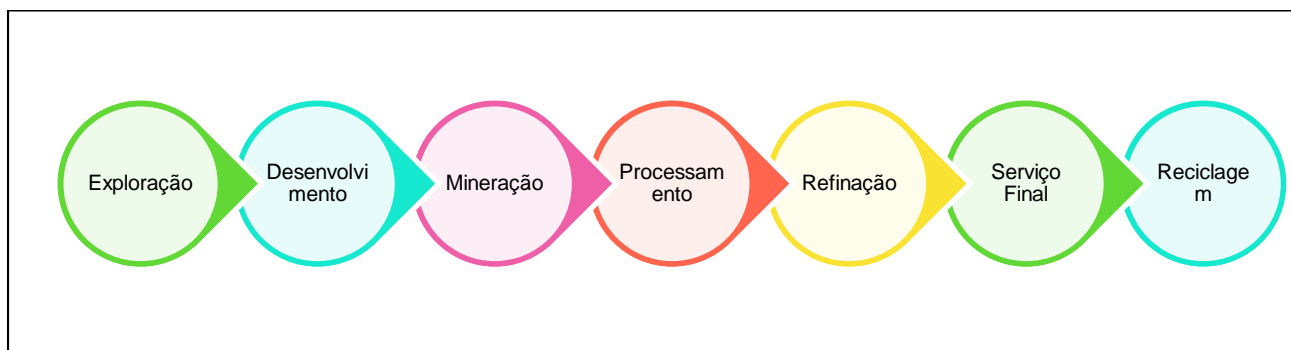 Exploração
Desenvolvi
mento
Mineração
Processam
ento
Refinação
Serviço
Final
Reciclage
m